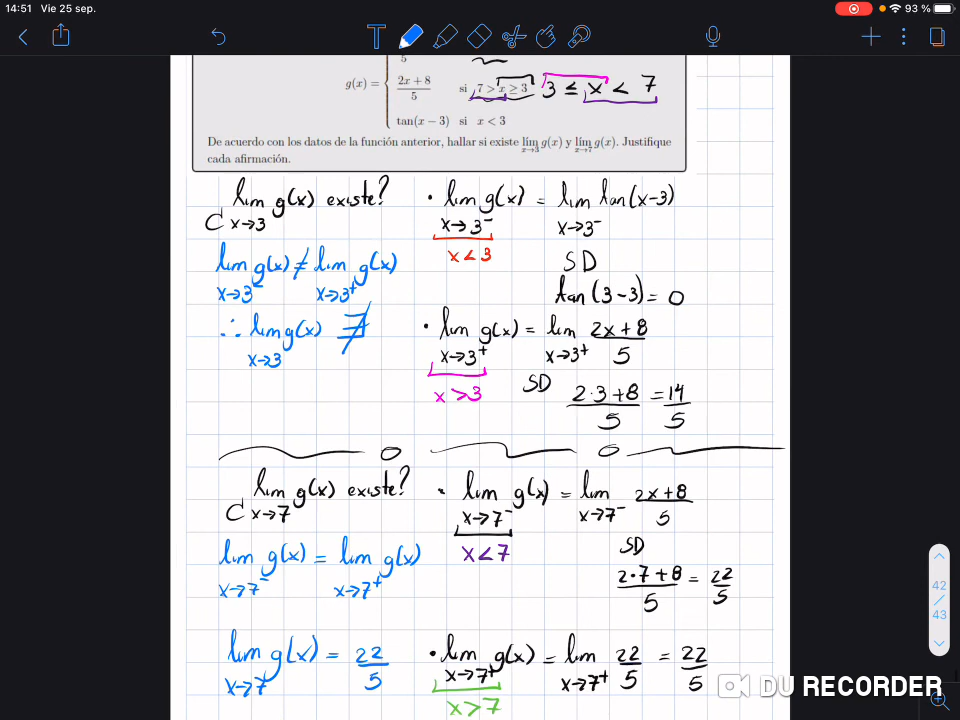 14:51 Vie 25 sep. 93 %
5
g(x) = { 2x + 8 / 5 si 7 > x ≥ 3 3 ≤ x < 7
tan(x − 3) si x < 3
De acuerdo con los datos de la función anterior, hallar si existe lím x→3 g(x) y lím x→7 g(x). Justifique
cada afirmación.
C lim x→3 g(x) existe? • lim x→3⁻ g(x) = lim x→3⁻ tan(x-3)
x<3
lim x→3⁻ g(x) ≠ lim x→3⁺ g(x) SD
tan(3-3)=0
∴ lim x→3 g(x) ∄ • lim x→3⁺ g(x) = lim x→3⁺ 2x+8 / 5
x>3 SD 2·3+8 / 5 = 14 / 5
C lim x→7 g(x) existe? • lim x→7⁻ g(x) = lim x→7⁻ 2x+8 / 5
x<7 SD
lim x→7⁻ g(x) = lim x→7⁺ g(x) 2·7+8 / 5 = 22 / 5
lim x→7 g(x) = 22 / 5 • lim x→7⁺ g(x) = lim x→7⁺ 22 / 5 = 22 / 5
x>7
42
/
43
DU RECORDER